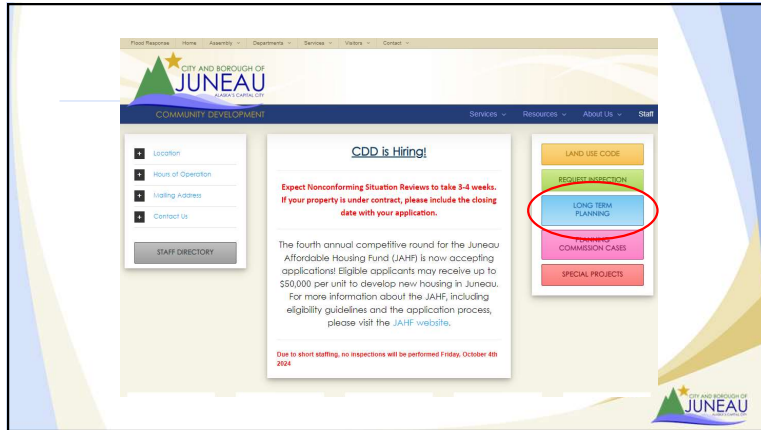 Flood Response Home Assembly Departments Services Visitors Contact
CITY AND BOROUGH OF
JUNEAU
ALASKA'S CAPITAL CITY
COMMUNITY DEVELOPMENT Services Resources About Us Staff
+ Location
+ Hours of Operation
+ Mailing Address
+ Contact Us
STAFF DIRECTORY
CDD is Hiring!
Expect Nonconforming Situation Reviews to take 3-4 weeks.
If your property is under contract, please include the closing
date with your application.
The fourth annual competitive round for the Juneau
Affordable Housing Fund (JAHF) is now accepting
applications! Eligible applicants may receive up to
$50,000 per unit to develop new housing in Juneau.
For more information about the JAHF, including
eligibility guidelines and the application process,
please visit the JAHF website.
Due to short staffing, no inspections will be performed Friday, October 4th
2024
LAND USE CODE
REQUEST INSPECTION
LONG TERM
PLANNING
PLANNING
COMMISSION CASES
SPECIAL PROJECTS
CITY AND BOROUGH OF
JUNEAU
ALASKA'S CAPITAL CITY